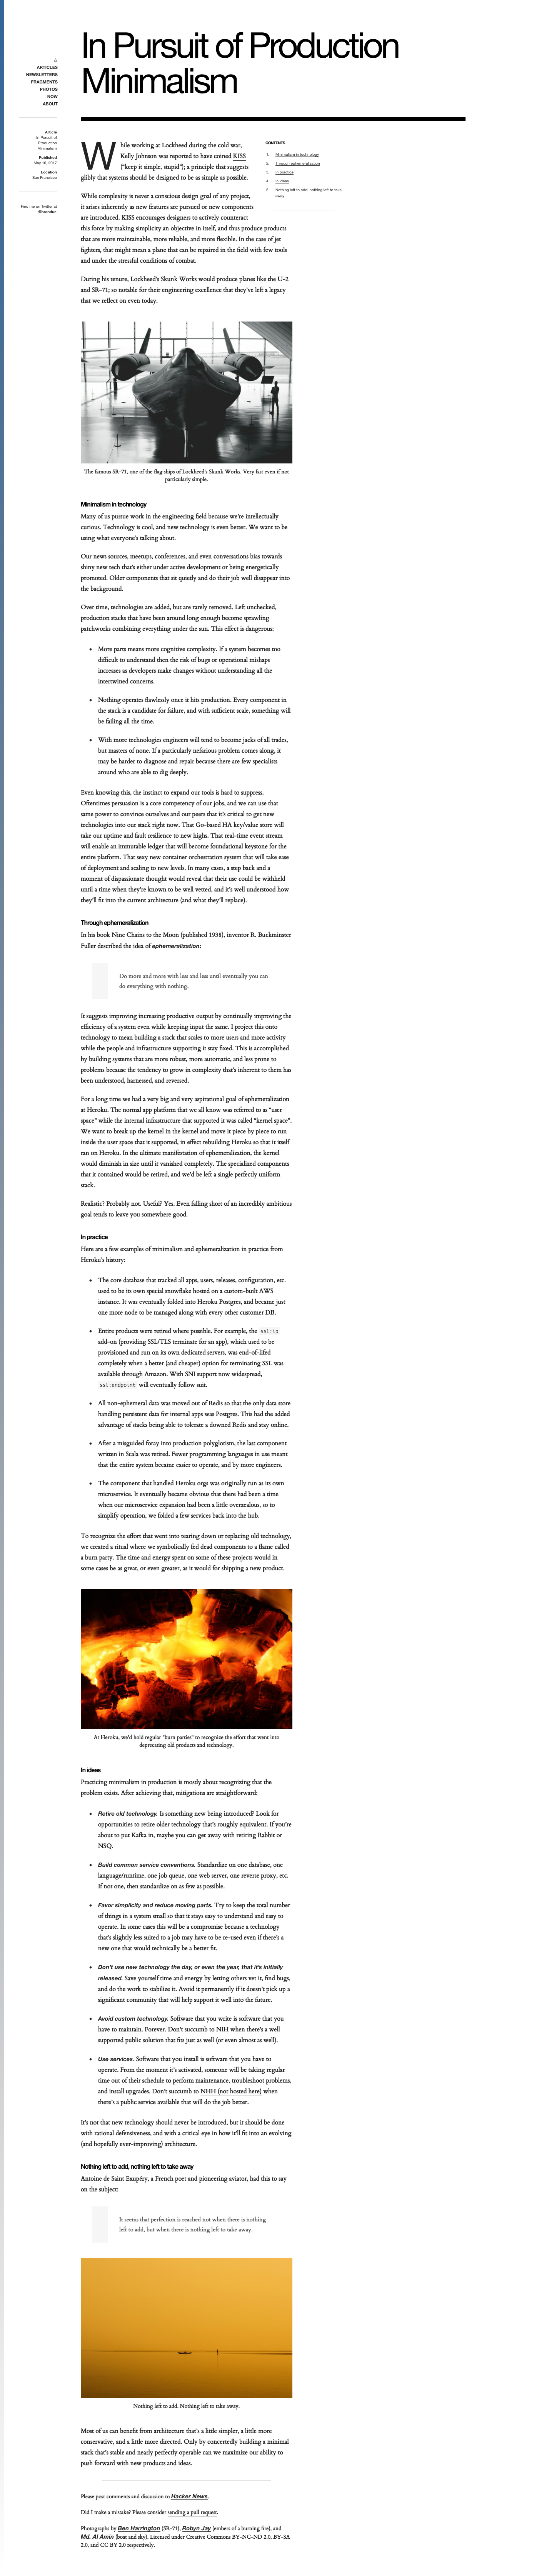 In Pursuit of Production
Minimalism
ARTICLES
NEWSLETTERS
FRAGMENTS
PHOTOS
NOW
ABOUT
Article
In Pursuit of
Production
Minimalism
Published
May 10, 2017
Location
San Francisco
Find me on Twitter at
@brandur.
CONTENTS
1. Minimalism in technology
2. Through ephemeralization
3. In practice
4. In ideas
5. Nothing left to add, nothing left to take
away
While working at Lockheed during the cold war,
Kelly Johnson was reported to have coined KISS
("keep it simple, stupid"); a principle that suggests
glibly that systems should be designed to be as simple as possible.
While complexity is never a conscious design goal of any project,
it arises inherently as new features are pursued or new components
are introduced. KISS encourages designers to actively counteract
this force by making simplicity an objective in itself, and thus produce products
that are more maintainable, more reliable, and more flexible. In the case of jet
fighters, that might mean a plane that can be repaired in the field with few tools
and under the stressful conditions of combat.
During his tenure, Lockheed's Skunk Works would produce planes like the U-2
and SR-71; so notable for their engineering excellence that they've left a legacy
that we reflect on even today.
The famous SR-71, one of the flag ships of Lockheed's Skunk Works. Very fast even if not
particularly simple.
Minimalism in technology
Many of us pursue work in the engineering field because we're intellectually
curious. Technology is cool, and new technology is even better. We want to be
using what everyone's talking about.
Our news sources, meetups, conferences, and even conversations bias towards
shiny new tech that's either under active development or being energetically
promoted. Older components that sit quietly and do their job well disappear into
the background.
Over time, technologies are added, but are rarely removed. Left unchecked,
production stacks that have been around long enough become sprawling
patchworks combining everything under the sun. This effect is dangerous:
• More parts means more cognitive complexity. If a system becomes too
difficult to understand then the risk of bugs or operational mishaps
increases as developers make changes without understanding all the
intertwined concerns.
• Nothing operates flawlessly once it hits production. Every component in
the stack is a candidate for failure, and with sufficient scale, something will
be failing all the time.
• With more technologies engineers will tend to become jacks of all trades,
but masters of none. If a particularly nefarious problem comes along, it
may be harder to diagnose and repair because there are few specialists
around who are able to dig deeply.
Even knowing this, the instinct to expand our tools is hard to suppress.
Oftentimes persuasion is a core competency of our jobs, and we can use that
same power to convince ourselves and our peers that it's critical to get new
technologies into our stack right now. That Go-based HA key/value store will
take our uptime and fault resilience to new highs. That real-time event stream
will enable an immutable ledger that will become foundational keystone for the
entire platform. That sexy new container orchestration system that will take ease
of deployment and scaling to new levels. In many cases, a step back and a
moment of dispassionate thought would reveal that their use could be withheld
until a time when they're known to be well vetted, and it's well understood how
they'll fit into the current architecture (and what they'll replace).
Through ephemeralization
In his book Nine Chains to the Moon (published 1938), inventor R. Buckminster
Fuller described the idea of ephemeralization:
Do more and more with less and less until eventually you can
do everything with nothing.
It suggests improving increasing productive output by continually improving the
efficiency of a system even while keeping input the same. I project this onto
technology to mean building a stack that scales to more users and more activity
while the people and infrastructure supporting it stay fixed. This is accomplished
by building systems that are more robust, more automatic, and less prone to
problems because the tendency to grow in complexity that's inherent to them has
been understood, harnessed, and reversed.
For a long time we had a very big and very aspirational goal of ephemeralization
at Heroku. The normal app platform that we all know was referred to as "user
space" while the internal infrastructure that supported it was called "kernel space".
We want to break up the kernel in the kernel and move it piece by piece to run
inside the user space that it supported, in effect rebuilding Heroku so that it itself
ran on Heroku. In the ultimate manifestation of ephemeralization, the kernel
would diminish in size until it vanished completely. The specialized components
that it contained would be retired, and we'd be left a single perfectly uniform
stack.
Realistic? Probably not. Useful? Yes. Even falling short of an incredibly ambitious
goal tends to leave you somewhere good.
In practice
Here are a few examples of minimalism and ephemeralization in practice from
Heroku's history:
• The core database that tracked all apps, users, releases, configuration, etc.
used to be its own special snowflake hosted on a custom-built AWS
instance. It was eventually folded into Heroku Postgres, and became just
one more node to be managed along with every other customer DB.
• Entire products were retired where possible. For example, the ssl:ip
add-on (providing SSL/TLS terminate for an app), which used to be
provisioned and run on its own dedicated servers, was end-of-lifed
completely when a better (and cheaper) option for terminating SSL was
available through Amazon. With SNI support now widespread,
ssl:endpoint will eventually follow suit.
• All non-ephemeral data was moved out of Redis so that the only data store
handling persistent data for internal apps was Postgres. This had the added
advantage of stacks being able to tolerate a downed Redis and stay online.
• After a misguided foray into production polyglotism, the last component
written in Scala was retired. Fewer programming languages in use meant
that the entire system became easier to operate, and by more engineers.
• The component that handled Heroku orgs was originally run as its own
microservice. It eventually became obvious that there had been a time
when our microservice expansion had been a little overzealous, so to
simplify operation, we folded a few services back into the hub.
To recognize the effort that went into tearing down or replacing old technology,
we created a ritual where we symbolically fed dead components to a flame called
a burn party. The time and energy spent on some of these projects would in
some cases be as great, or even greater, as it would for shipping a new product.
At Heroku, we'd hold regular "burn parties" to recognize the effort that went into
deprecating old products and technology.
In ideas
Practicing minimalism in production is mostly about recognizing that the
problem exists. After achieving that, mitigations are straightforward:
• Retire old technology. Is something new being introduced? Look for
opportunities to retire older technology that's roughly equivalent. If you're
about to put Kafka in, maybe you can get away with retiring Rabbit or
NSQ.
• Build common service conventions. Standardize on one database, one
language/runtime, one job queue, one web server, one reverse proxy, etc.
If not one, then standardize on as few as possible.
• Favor simplicity and reduce moving parts. Try to keep the total number
of things in a system small so that it stays easy to understand and easy to
operate. In some cases this will be a compromise because a technology
that's slightly less suited to a job may have to be re-used even if there's a
new one that would technically be a better fit.
• Don't use new technology the day, or even the year, that it's initially
released. Save yourself time and energy by letting others vet it, find bugs,
and do the work to stabilize it. Avoid it permanently if it doesn't pick up a
significant community that will help support it well into the future.
• Avoid custom technology. Software that you write is software that you
have to maintain. Forever. Don't succumb to NIH when there's a well
supported public solution that fits just as well (or even almost as well).
• Use services. Software that you install is software that you have to
operate. From the moment it's activated, someone will be taking regular
time out of their schedule to perform maintenance, troubleshoot problems,
and install upgrades. Don't succumb to NHH (not hosted here) when
there's a public service available that will do the job better.
It's not that new technology should never be introduced, but it should be done
with rational defensiveness, and with a critical eye in how it'll fit into an evolving
(and hopefully ever-improving) architecture.
Nothing left to add, nothing left to take away
Antoine de Saint Exupéry, a French poet and pioneering aviator, had this to say
on the subject:
It seems that perfection is reached not when there is nothing
left to add, but when there is nothing left to take away.
Nothing left to add. Nothing left to take away.
Most of us can benefit from architecture that's a little simpler, a little more
conservative, and a little more directed. Only by concertedly building a minimal
stack that's stable and nearly perfectly operable can we maximize our ability to
push forward with new products and ideas.
Please post comments and discussion to Hacker News.
Did I make a mistake? Please consider sending a pull request.
Photographs by Ben Harrington (SR-71), Robyn Jay (embers of a burning fire), and
Md. Al Amin (boat and sky). Licensed under Creative Commons BY-NC-ND 2.0, BY-SA
2.0, and CC BY 2.0 respectively.